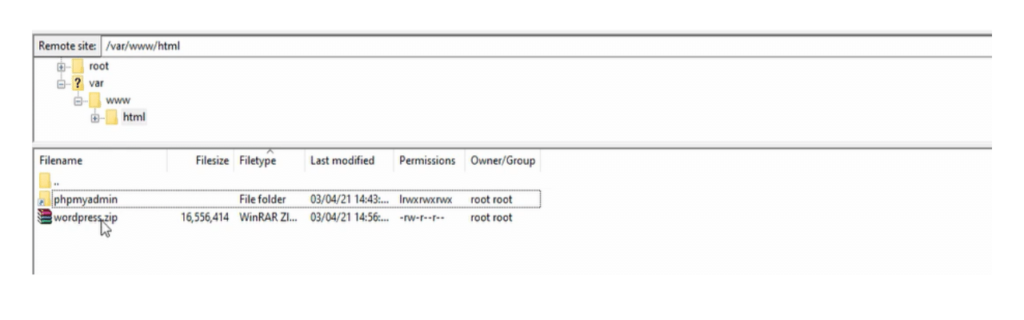 Remote site: /var/www/html
root
? var
www
html
Filename Filesize Filetype Last modified Permissions Owner/Group
..
phpmyadmin File folder 03/04/21 14:43:... lrwxrwxrwx root root
wordpress.zip 16,556,414 WinRAR ZI... 03/04/21 14:56:... -rw-r--r-- root root